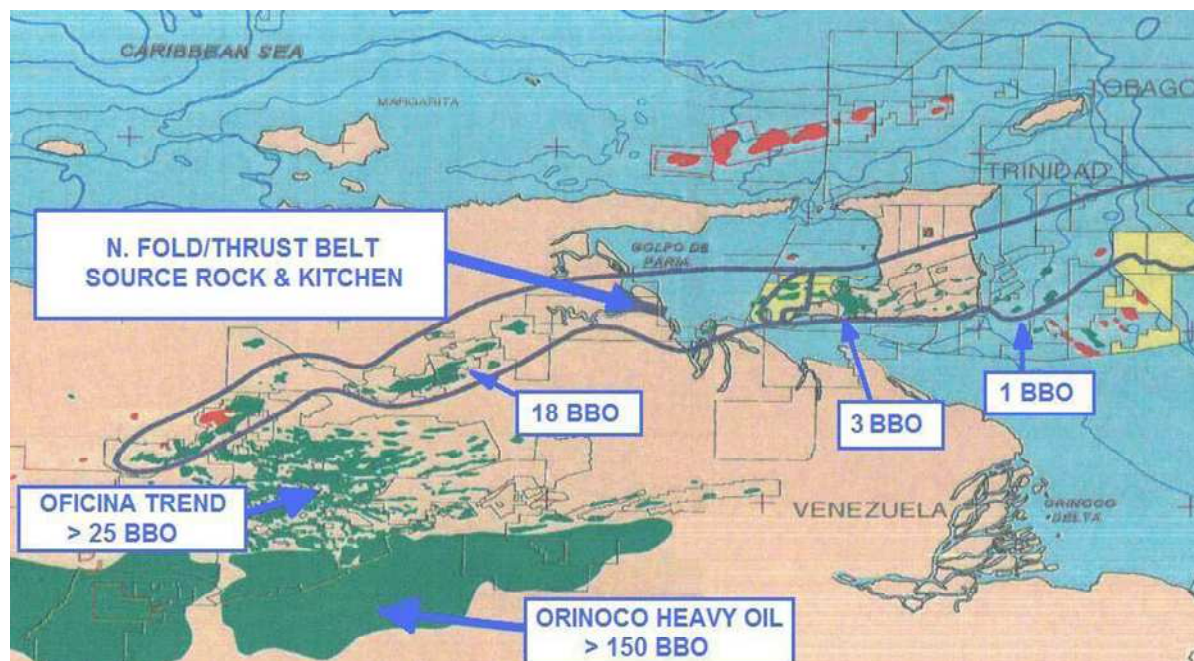 CARIBBEAN SEA
MARGARITA
TOBAGO
TRINIDAD
N. FOLD/THRUST BELT
SOURCE ROCK & KITCHEN
GOLFO DE
PARIA
18 BBO
3 BBO
1 BBO
OFICINA TREND
> 25 BBO
VENEZUELA
ORINOCO
DELTA
ORINOCO HEAVY OIL
> 150 BBO